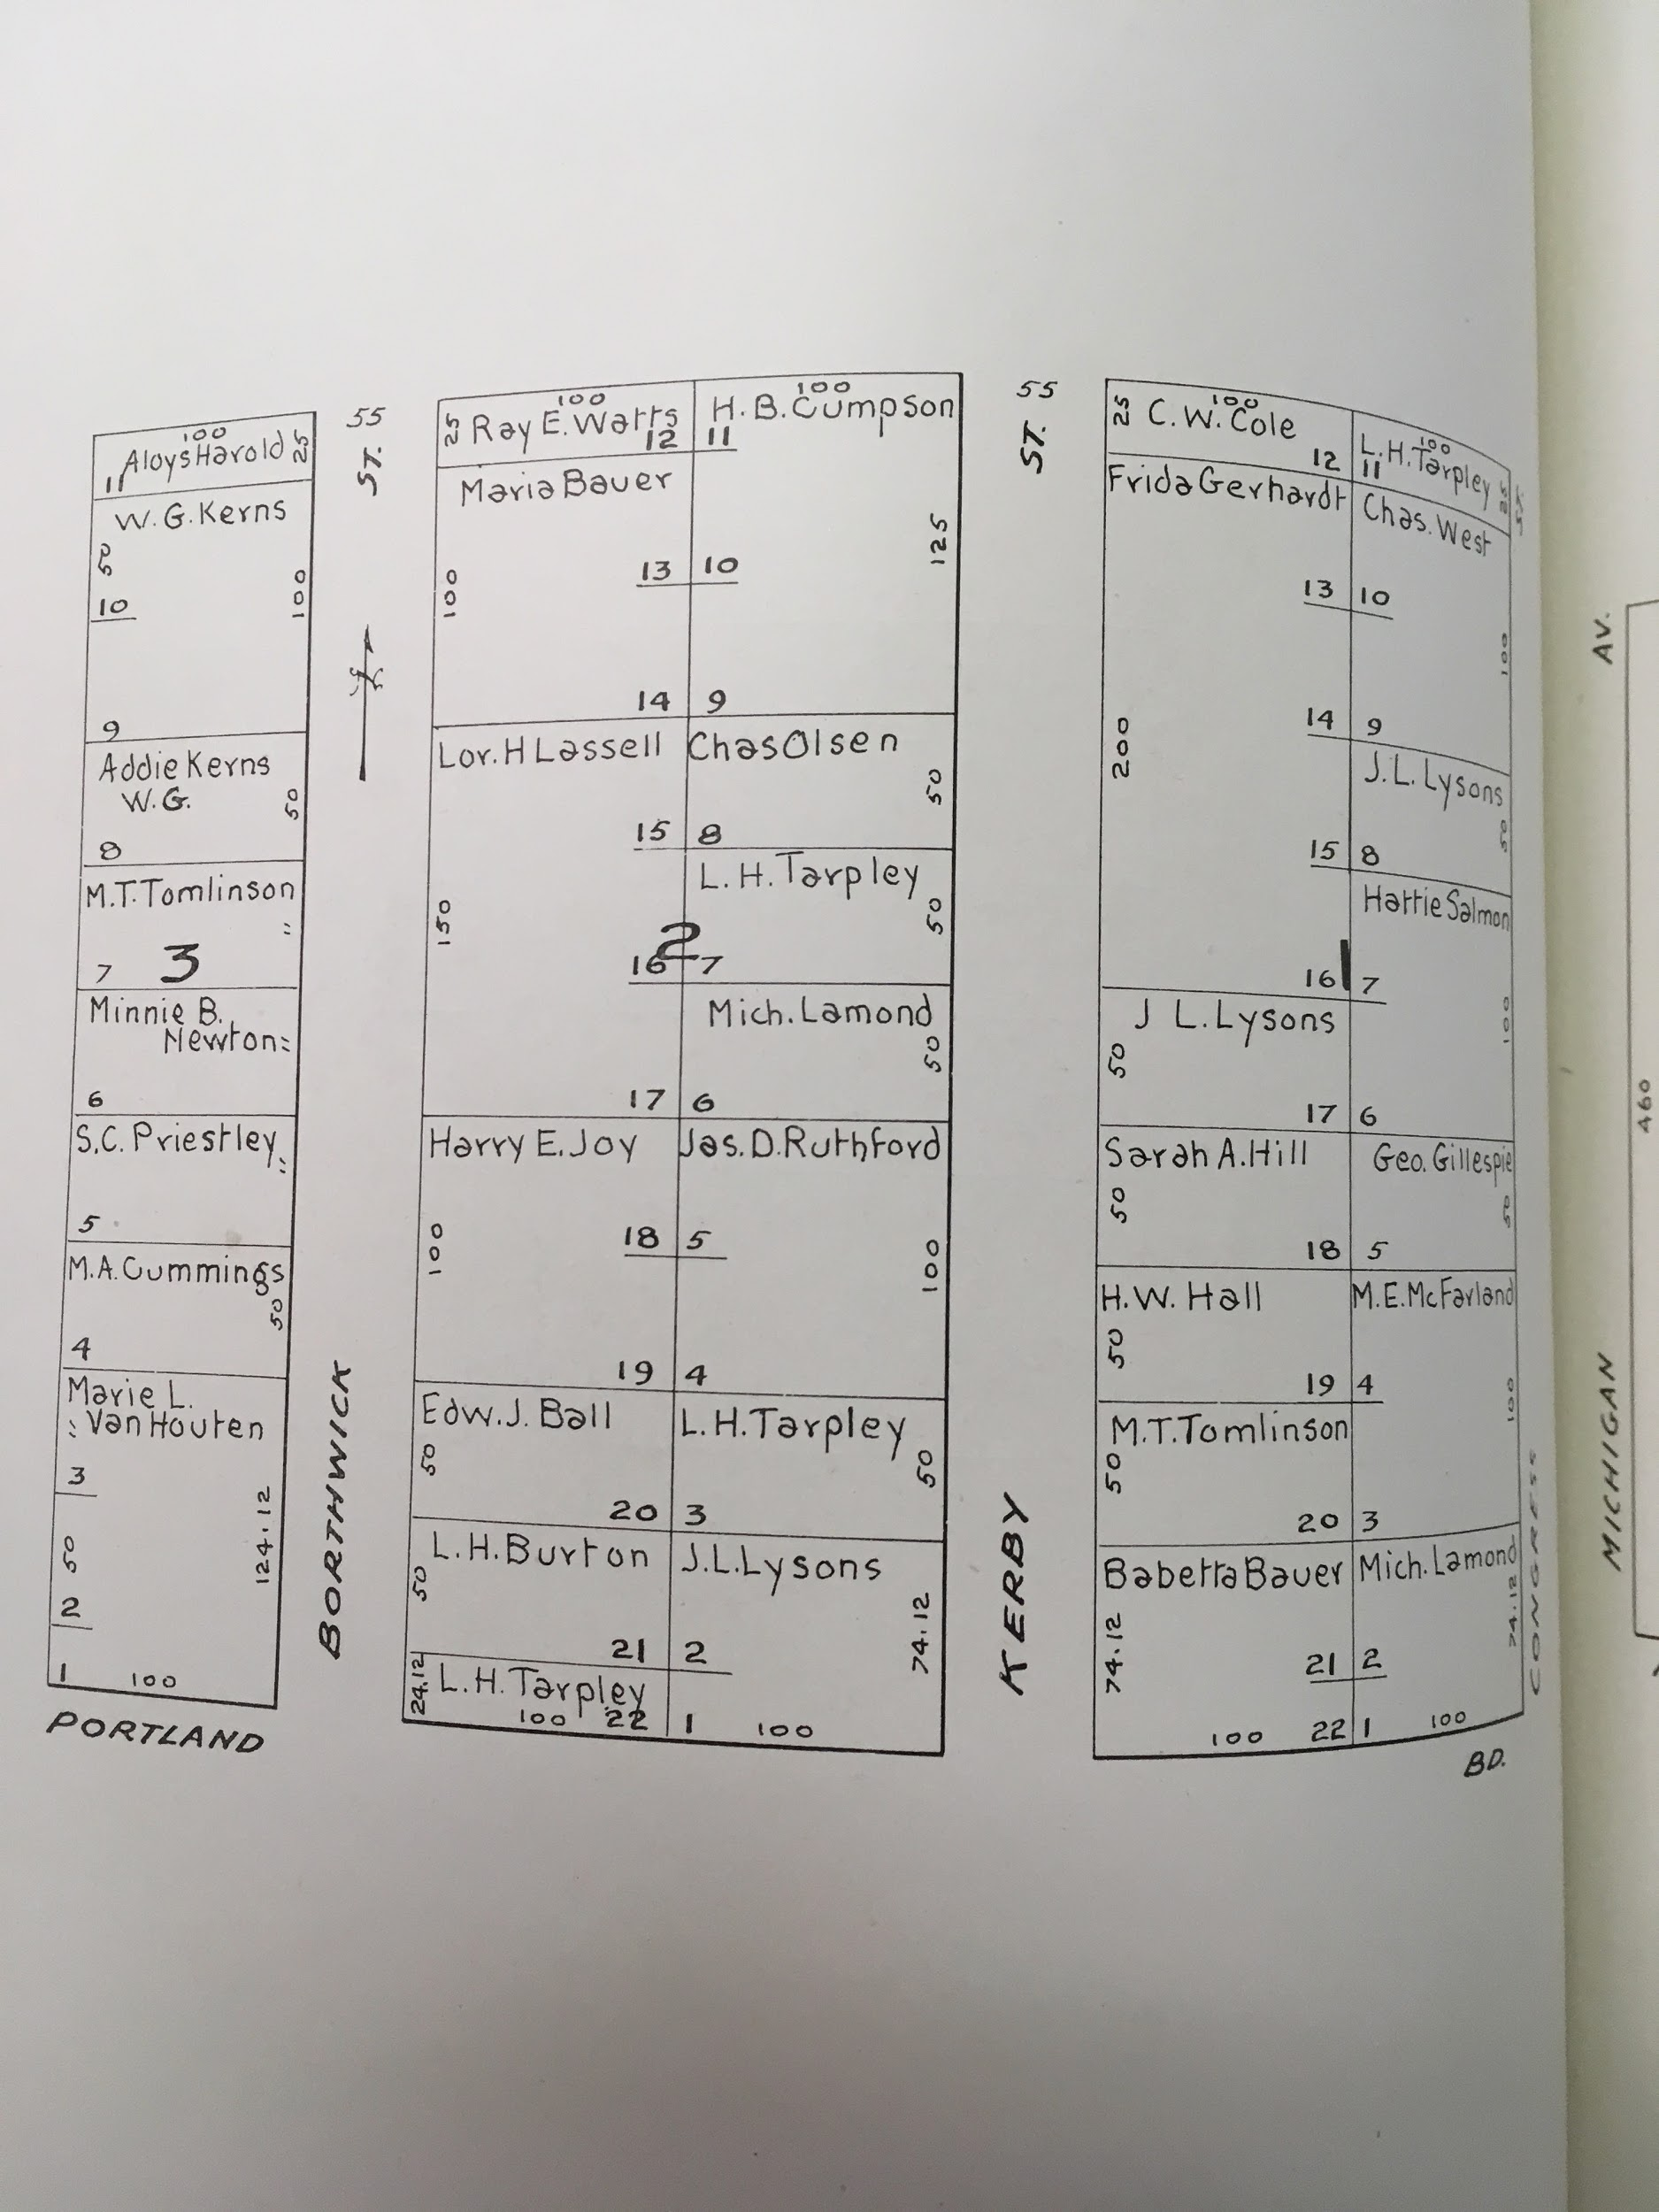 100
Aloys Harold
25
11
W. G. Kerns
50
10
100
9
Addie Kerns
W. G.
50
8
M. T. Tomlinson
"
7
3
Minnie B.
Newton "
6
S. C. Priestley "
5
M. A. Cummings
50
4
Marie L.
" Van Houten
3
50
124.12
2
1
100
PORTLAND
55
ST.
BORTHWICK
100
25
Ray E. Watts
12
Maria Bauer
100
13
14
Lor. H Lassell
15
150
16
17
Harry E. Joy
18
100
19
Edw. J. Ball
50
20
L. H. Burton
50
21
24.12
L. H. Tarpley
100
22
2
100
H. B. Cumpson
11
125
10
9
Chas Olsen
50
8
L. H. Tarpley
50
7
Mich. Lamond
50
6
Jas. D. Ruthford
5
100
4
L. H. Tarpley
50
3
J. L. Lysons
74.12
2
1
100
55
ST.
KERBY
100
25
C. W. Cole
12
Frida Gerhardt
13
14
200
15
16
J L. Lysons
50
17
Sarah A. Hill
50
18
H. W. Hall
50
19
M. T. Tomlinson
50
20
Babetta Bauer
74.12
21
100
22
1
100
L. H. Tarpley
25
11
Chas. West
10
100
9
J. L. Lysons
50
8
Hattie Salmon
7
100
6
Geo. Gillespie
50
5
M. E. McFarland
4
100
3
Mich. Lamond
74.12
2
1
100
BD.
CONGRESS
ST.
MICHIGAN
AV.
460